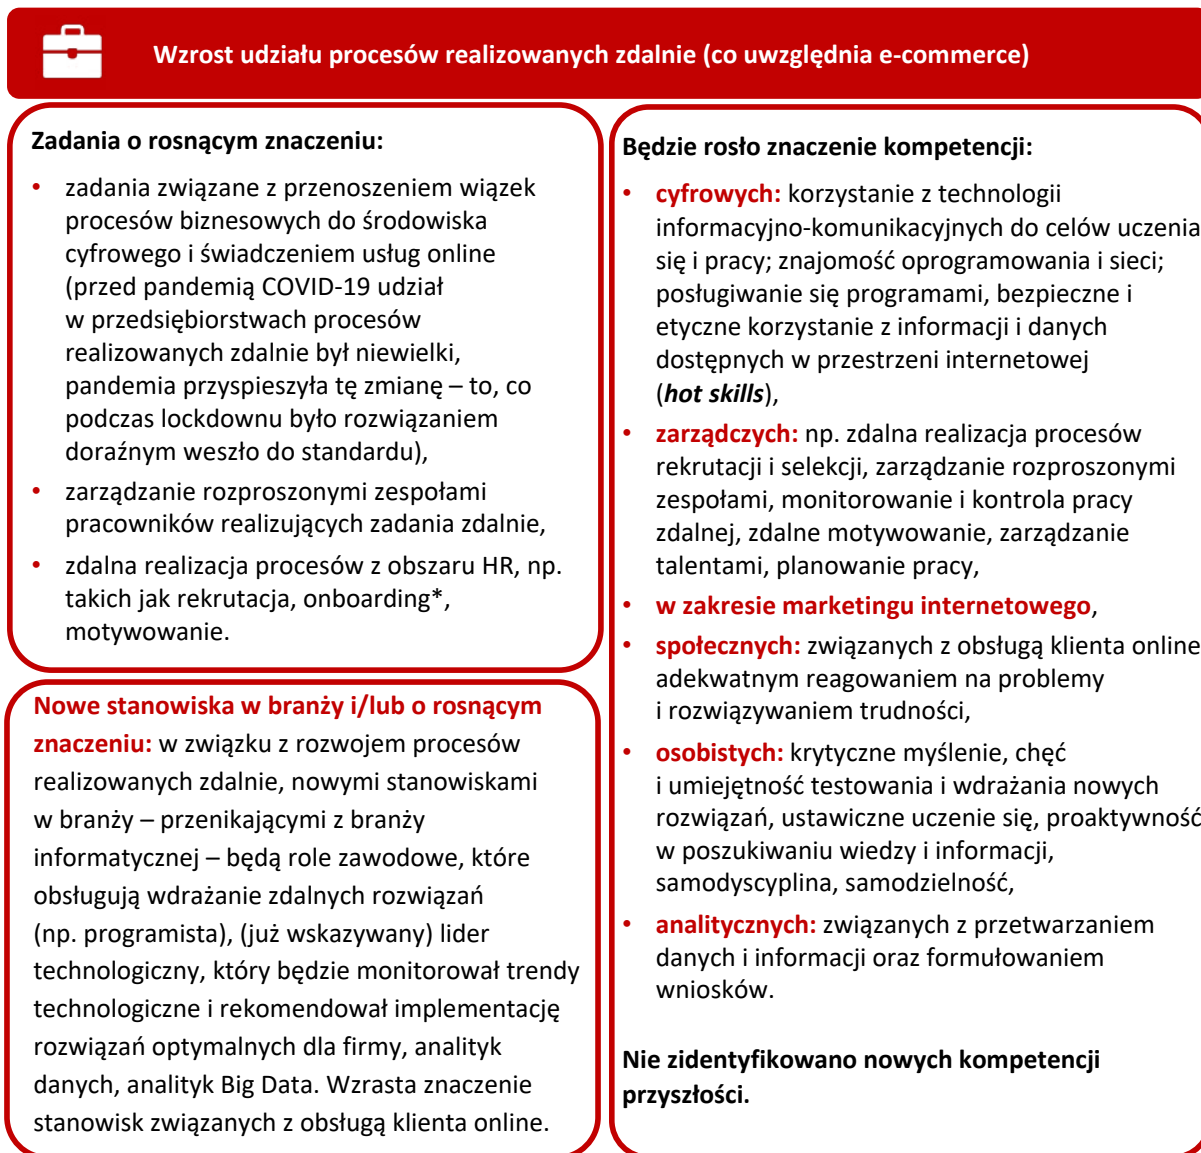 Wzrost udziału procesów realizowanych zdalnie (co uwzględnia e-commerce)
Zadania o rosnącym znaczeniu:
• zadania związane z przenoszeniem wiązek
procesów biznesowych do środowiska
cyfrowego i świadczeniem usług online
(przed pandemią COVID-19 udział
w przedsiębiorstwach procesów
realizowanych zdalnie był niewielki,
pandemia przyspieszyła tę zmianę – to, co
podczas lockdownu było rozwiązaniem
doraźnym weszło do standardu),
• zarządzanie rozproszonymi zespołami
pracowników realizujących zadania zdalnie,
• zdalna realizacja procesów z obszaru HR, np.
takich jak rekrutacja, onboarding*,
motywowanie.
Nowe stanowiska w branży i/lub o rosnącym
znaczeniu: w związku z rozwojem procesów
realizowanych zdalnie, nowymi stanowiskami
w branży – przenikającymi z branży
informatycznej – będą role zawodowe, które
obsługują wdrażanie zdalnych rozwiązań
(np. programista), (już wskazywany) lider
technologiczny, który będzie monitorował trendy
technologiczne i rekomendował implementację
rozwiązań optymalnych dla firmy, analityk
danych, analityk Big Data. Wzrasta znaczenie
stanowisk związanych z obsługą klienta online.
Będzie rosło znaczenie kompetencji:
• cyfrowych: korzystanie z technologii
informacyjno-komunikacyjnych do celów uczenia
się i pracy; znajomość oprogramowania i sieci;
posługiwanie się programami, bezpieczne i
etyczne korzystanie z informacji i danych
dostępnych w przestrzeni internetowej
(hot skills),
• zarządczych: np. zdalna realizacja procesów
rekrutacji i selekcji, zarządzanie rozproszonymi
zespołami, monitorowanie i kontrola pracy
zdalnej, zdalne motywowanie, zarządzanie
talentami, planowanie pracy,
• w zakresie marketingu internetowego,
• społecznych: związanych z obsługą klienta online
adekwatnym reagowaniem na problemy
i rozwiązywaniem trudności,
• osobistych: krytyczne myślenie, chęć
i umiejętność testowania i wdrażania nowych
rozwiązań, ustawiczne uczenie się, proaktywność
w poszukiwaniu wiedzy i informacji,
samodyscyplina, samodzielność,
• analitycznych: związanych z przetwarzaniem
danych i informacji oraz formułowaniem
wniosków.
Nie zidentyfikowano nowych kompetencji
przyszłości.